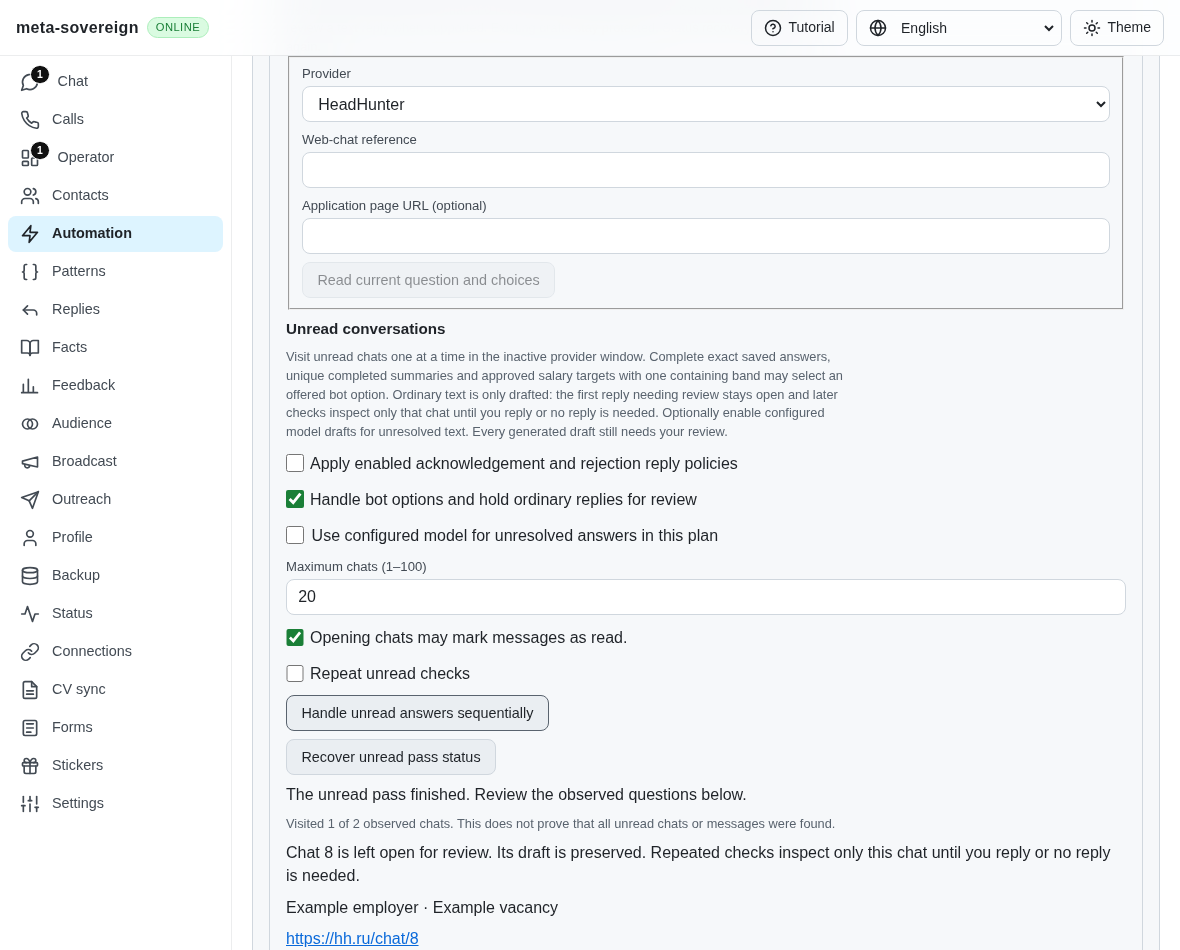 meta-sovereign ONLINE
Tutorial
English
Theme
1
Chat
Calls
1
Operator
Contacts
Automation
Patterns
Replies
Facts
Feedback
Audience
Broadcast
Outreach
Profile
Backup
Status
Connections
CV sync
Forms
Stickers
Settings
Provider
HeadHunter
Web-chat reference
Application page URL (optional)
Read current question and choices
Unread conversations
Visit unread chats one at a time in the inactive provider window. Complete exact saved answers,
unique completed summaries and approved salary targets with one containing band may select an
offered bot option. Ordinary text is only drafted: the first reply needing review stays open and later
checks inspect only that chat until you reply or no reply is needed. Optionally enable configured
model drafts for unresolved text. Every generated draft still needs your review.
Apply enabled acknowledgement and rejection reply policies
Handle bot options and hold ordinary replies for review
Use configured model for unresolved answers in this plan
Maximum chats (1–100)
20
Opening chats may mark messages as read.
Repeat unread checks
Handle unread answers sequentially
Recover unread pass status
The unread pass finished. Review the observed questions below.
Visited 1 of 2 observed chats. This does not prove that all unread chats or messages were found.
Chat 8 is left open for review. Its draft is preserved. Repeated checks inspect only this chat until you reply or no reply
is needed.
Example employer · Example vacancy
https://hh.ru/chat/8